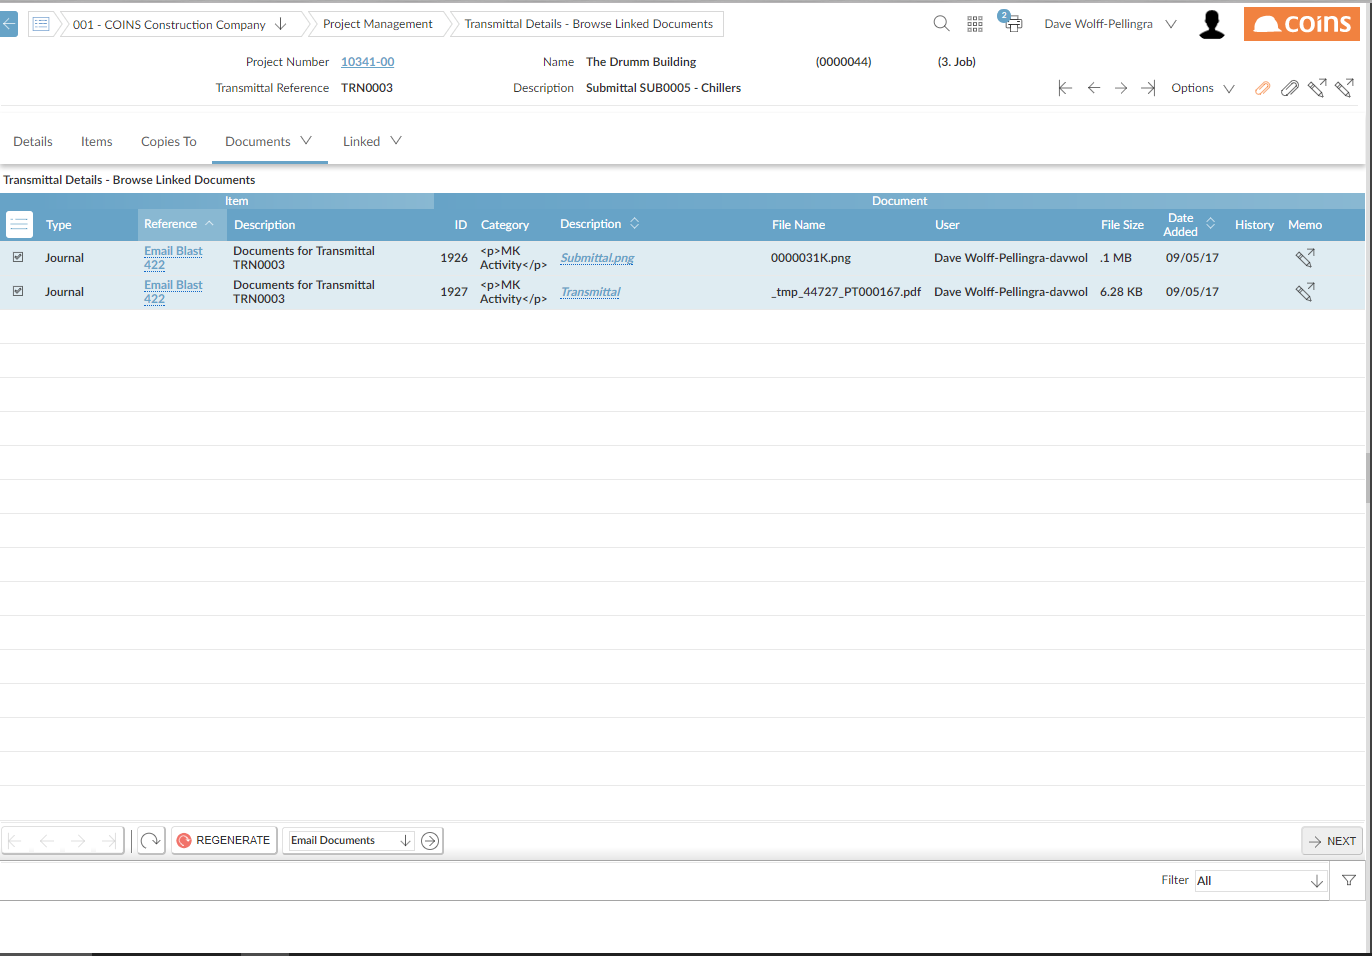 001 - COINS Construction Company
Project Management
Transmittal Details - Browse Linked Documents
2
Dave Wolff-Pellingra
coins
Project Number 10341-00 Name The Drumm Building (0000044) (3. Job)
Transmittal Reference TRN0003 Description Submittal SUB0005 - Chillers
Options
Details Items Copies To Documents Linked
Transmittal Details - Browse Linked Documents
Item Document
Type Reference Description ID Category Description File Name User File Size Date Added History Memo
Journal Email Blast 422 Documents for Transmittal TRN0003 1926 <p>MK Activity</p> Submittal.png 0000031K.png Dave Wolff-Pellingra-davwol .1 MB 09/05/17
Journal Email Blast 422 Documents for Transmittal TRN0003 1927 <p>MK Activity</p> Transmittal _tmp_44727_PT000167.pdf Dave Wolff-Pellingra-davwol 6.28 KB 09/05/17
REGENERATE Email Documents NEXT
Filter All